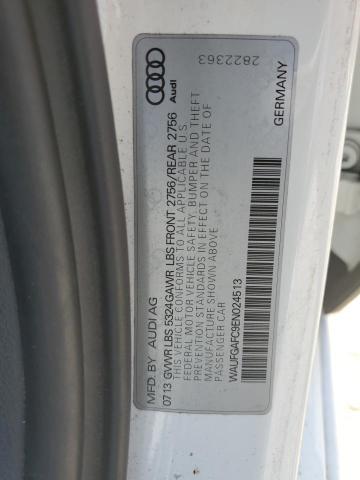 MFD. BY AUDI AG
07 13 GVWR LBS 5324 GAWR LBS FRONT 2756/REAR 2756
THIS VEHICLE CONFORMS TO ALL APPLICABLE U.S.
FEDERAL MOTOR VEHICLE SAFETY, BUMPER AND THEFT
PREVENTION STANDARDS IN EFFECT ON THE DATE OF
MANUFACTURE SHOWN ABOVE
PASSENGER CAR
WAUFGAFC9EN024513
GERMANY
Audi
2822363